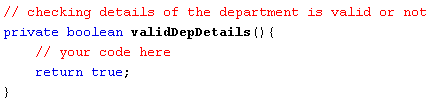 // checking details of the department is valid or not
private boolean validDepDetails(){
    // your code here
    return true;
}